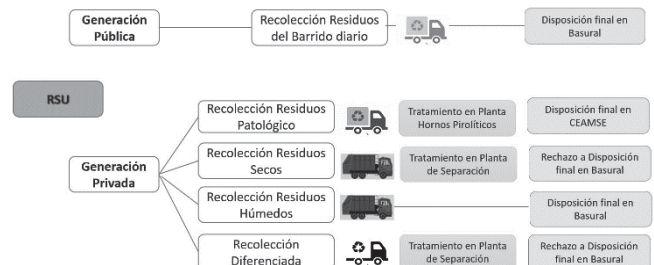 Generación
Pública
Recolección Residuos
del Barrido diario
Disposición final en
Basural
RSU
Generación
Privada
Recolección Residuos
Patológico
Tratamiento en Planta
Hornos Pirolíticos
Disposición final en
CEAMSE
Recolección Residuos
Secos
Tratamiento en Planta
de Separación
Rechazo a Disposición
final en Basural
Recolección Residuos
Húmedos
Disposición final en
Basural
Recolección
Diferenciada
Tratamiento en Planta
de Separación
Rechazo a Disposición
final en Basural